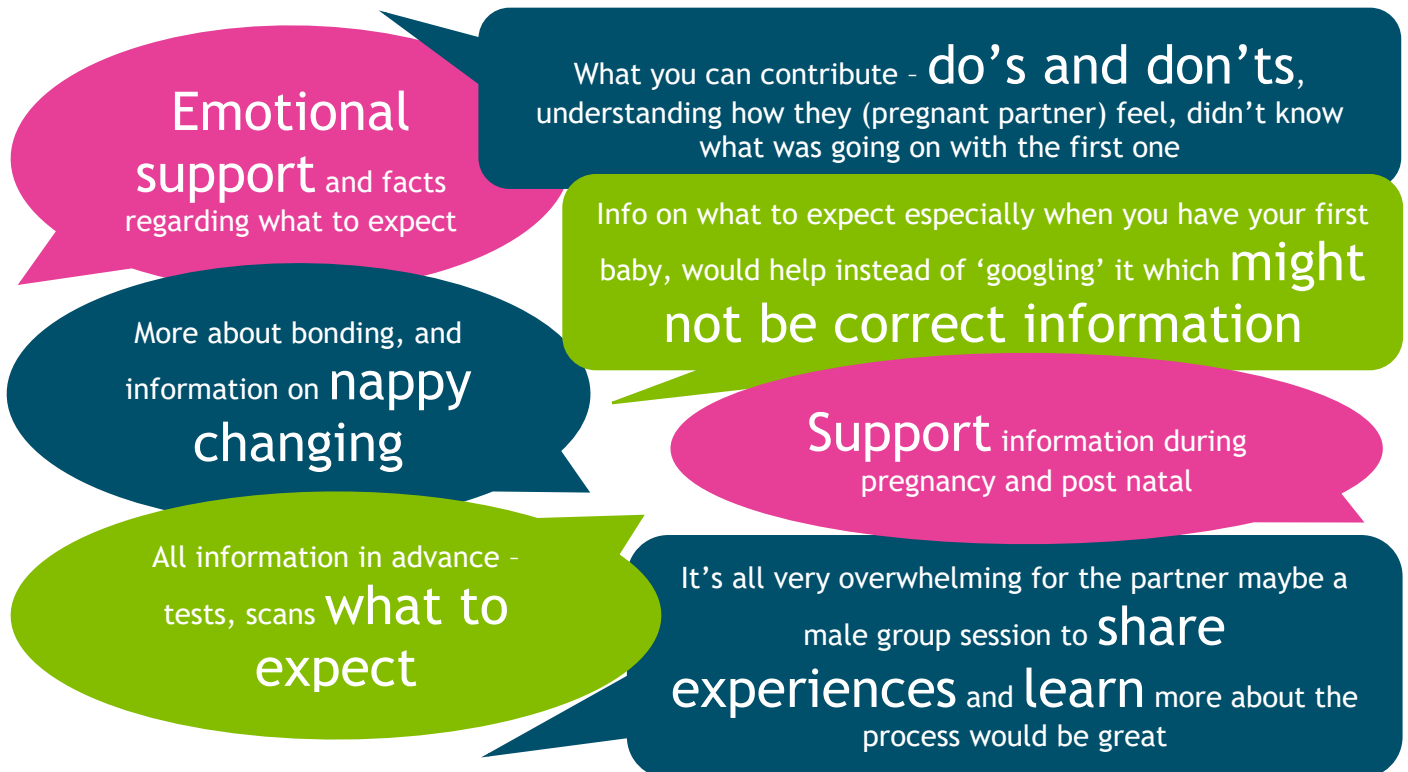 Emotional
support and facts
regarding what to expect
What you can contribute – do’s and don’ts,
understanding how they (pregnant partner) feel, didn’t know
what was going on with the first one
Info on what to expect especially when you have your first
baby, would help instead of ‘googling’ it which might
not be correct information
More about bonding, and
information on nappy
changing
Support information during
pregnancy and post natal
All information in advance –
tests, scans what to
expect
It’s all very overwhelming for the partner maybe a
male group session to share
experiences and learn more about the
process would be great